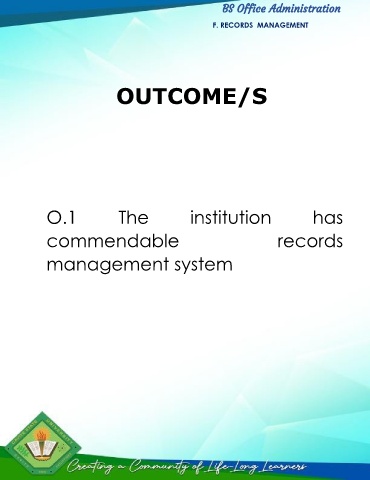 BS Office Administration
F. RECORDS MANAGEMENT
OUTCOME/S
O.1 The institution has
commendable records
management system
Creating a Community of Life-Long Learners